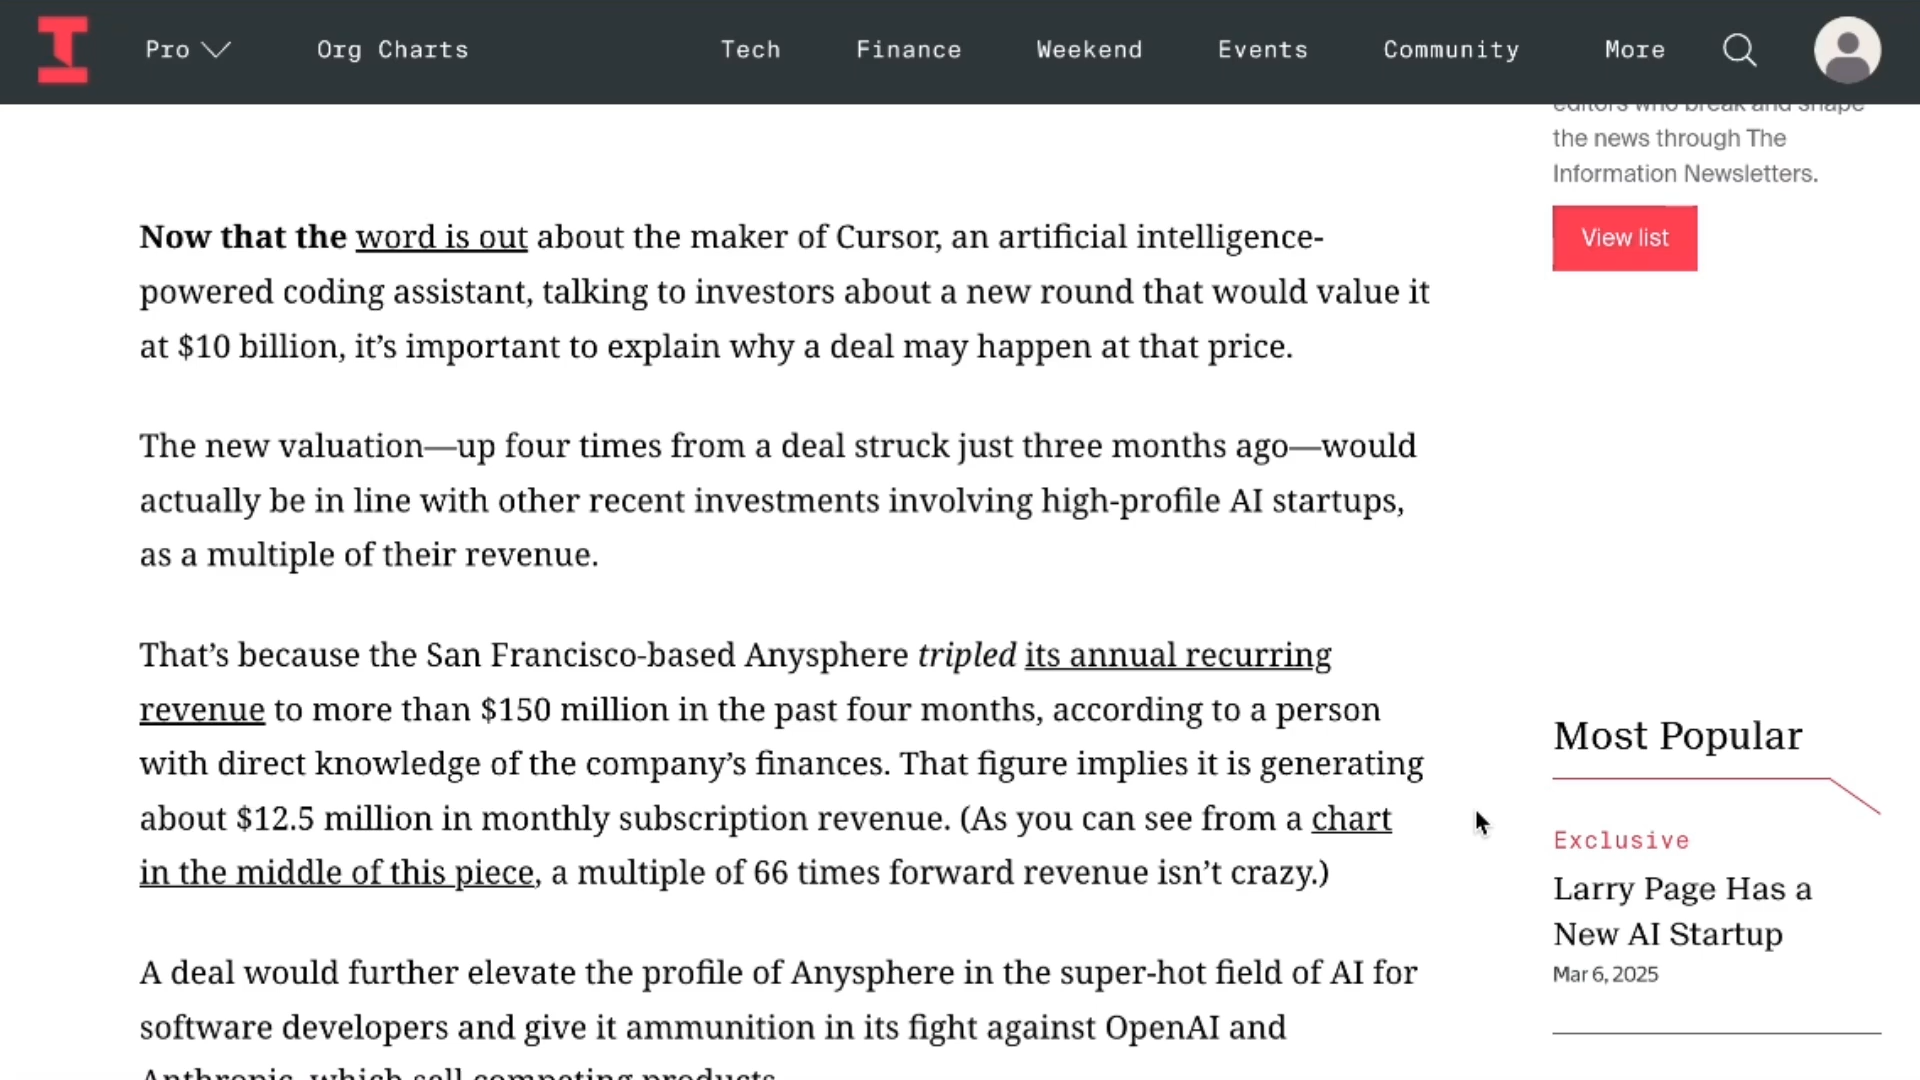 Pro
Org Charts
Tech
Finance
Weekend
Events
Community
More
editors who break and shape
the news through The
Information Newsletters.
View list
Now that the word is out about the maker of Cursor, an artificial intelligence-
powered coding assistant, talking to investors about a new round that would value it
at $10 billion, it’s important to explain why a deal may happen at that price.
The new valuation—up four times from a deal struck just three months ago—would
actually be in line with other recent investments involving high-profile AI startups,
as a multiple of their revenue.
That’s because the San Francisco-based Anysphere tripled its annual recurring
revenue to more than $150 million in the past four months, according to a person
with direct knowledge of the company’s finances. That figure implies it is generating
about $12.5 million in monthly subscription revenue. (As you can see from a chart
in the middle of this piece, a multiple of 66 times forward revenue isn’t crazy.)
A deal would further elevate the profile of Anysphere in the super-hot field of AI for
software developers and give it ammunition in its fight against OpenAI and
Anthropic, which sell competing products.
Most Popular
Exclusive
Larry Page Has a
New AI Startup
Mar 6, 2025